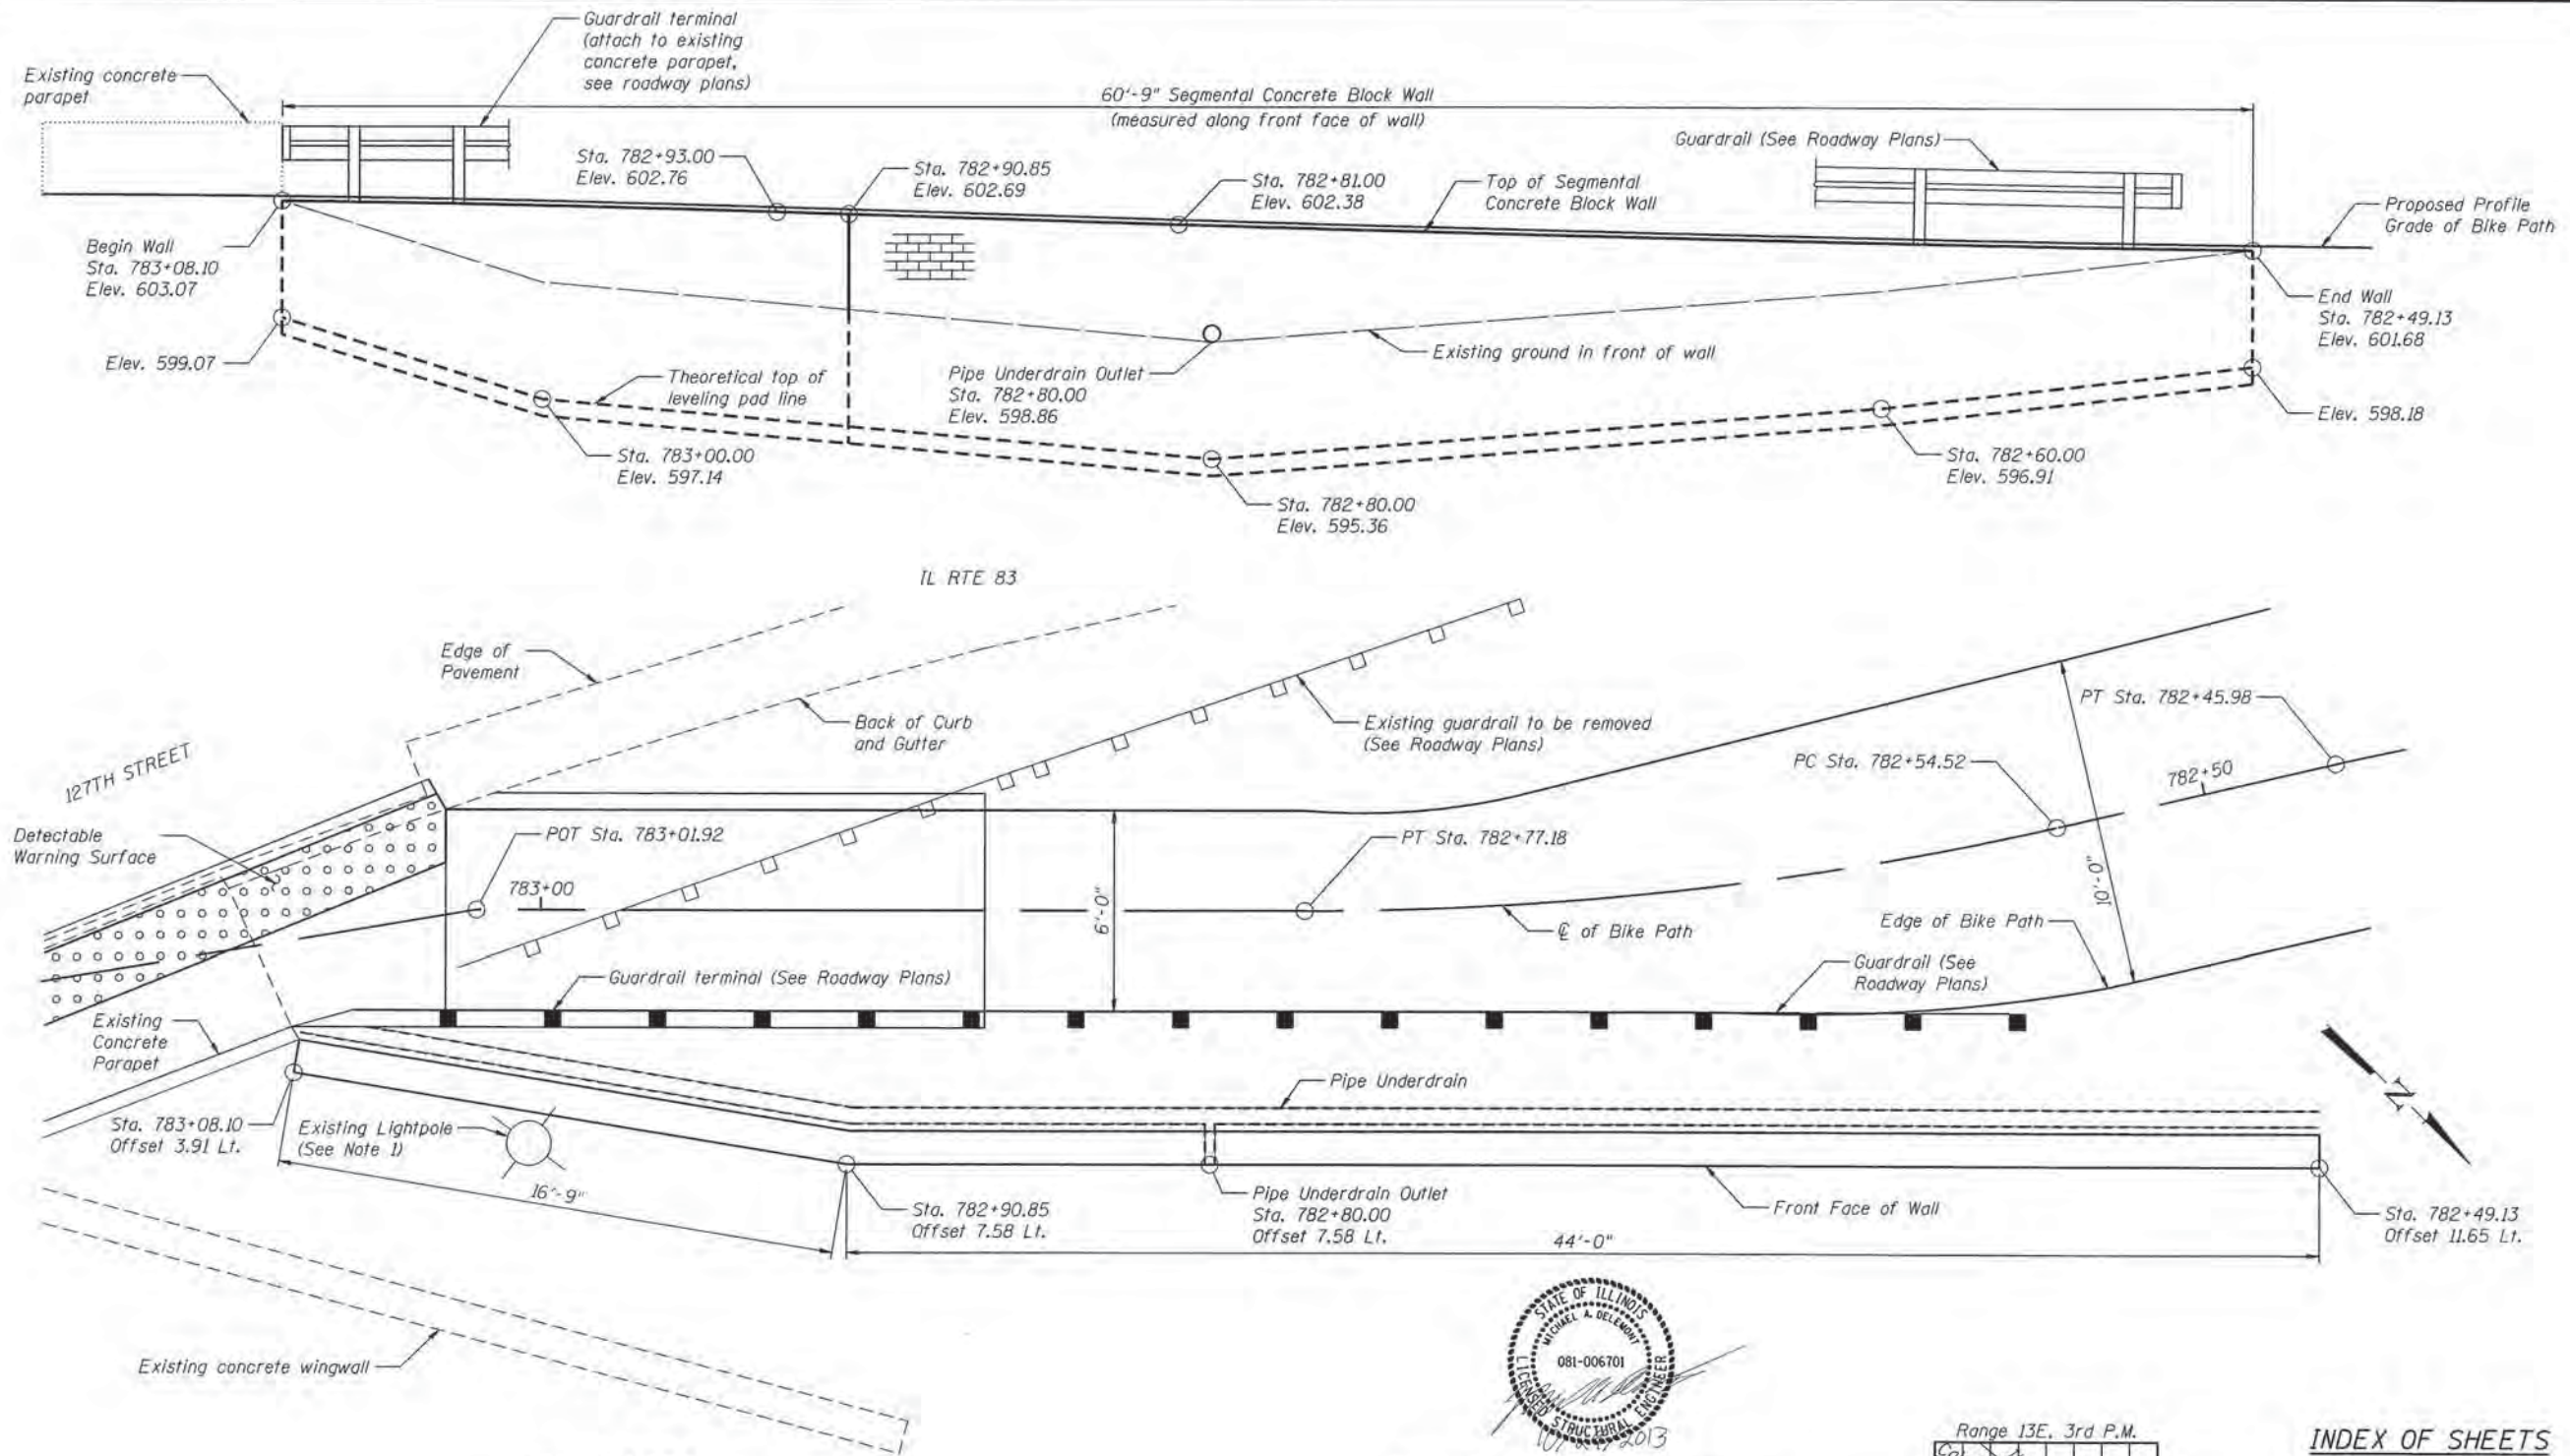 Guardrail terminal
(attach to existing
concrete parapet,
see roadway plans)
Existing concrete
parapet
60'-9" Segmental Concrete Block Wall
(measured along front face of wall)
Guardrail (See Roadway Plans)
Sta. 782+93.00
Elev. 602.76
Sta. 782+90.85
Elev. 602.69
Sta. 782+81.00
Elev. 602.38
Top of Segmental
Concrete Block Wall
Proposed Profile
Grade of Bike Path
Begin Wall
Sta. 783+08.10
Elev. 603.07
End Wall
Sta. 782+49.13
Elev. 601.68
Elev. 599.07
Theoretical top of
leveling pad line
Pipe Underdrain Outlet
Sta. 782+80.00
Elev. 598.86
Existing ground in front of wall
Elev. 598.18
Sta. 783+00.00
Elev. 597.14
Sta. 782+60.00
Elev. 596.91
Sta. 782+80.00
Elev. 595.36
IL RTE 83
Edge of
Pavement
Back of Curb
and Gutter
Existing guardrail to be removed
(See Roadway Plans)
PT Sta. 782+45.98
PC Sta. 782+54.52
782+50
127TH STREET
Detectable
Warning Surface
POT Sta. 783+01.92
783+00
PT Sta. 782+77.18
6'-0"
10'-0"
℄ of Bike Path
Edge of Bike Path
Guardrail terminal (See Roadway Plans)
Guardrail (See
Roadway Plans)
Existing
Concrete
Parapet
Pipe Underdrain
N
Sta. 783+08.10
Offset 3.91 Lt.
Existing Lightpole
(See Note 1)
16'-9"
Sta. 782+90.85
Offset 7.58 Lt.
Pipe Underdrain Outlet
Sta. 782+80.00
Offset 7.58 Lt.
Front Face of Wall
Sta. 782+49.13
Offset 11.65 Lt.
44'-0"
Existing concrete wingwall
STATE OF ILLINOIS
MICHAEL A. DELEMONT
081-006701
LICENSED STRUCTURAL ENGINEER
2013
Range 13E, 3rd P.M.
INDEX OF SHEETS